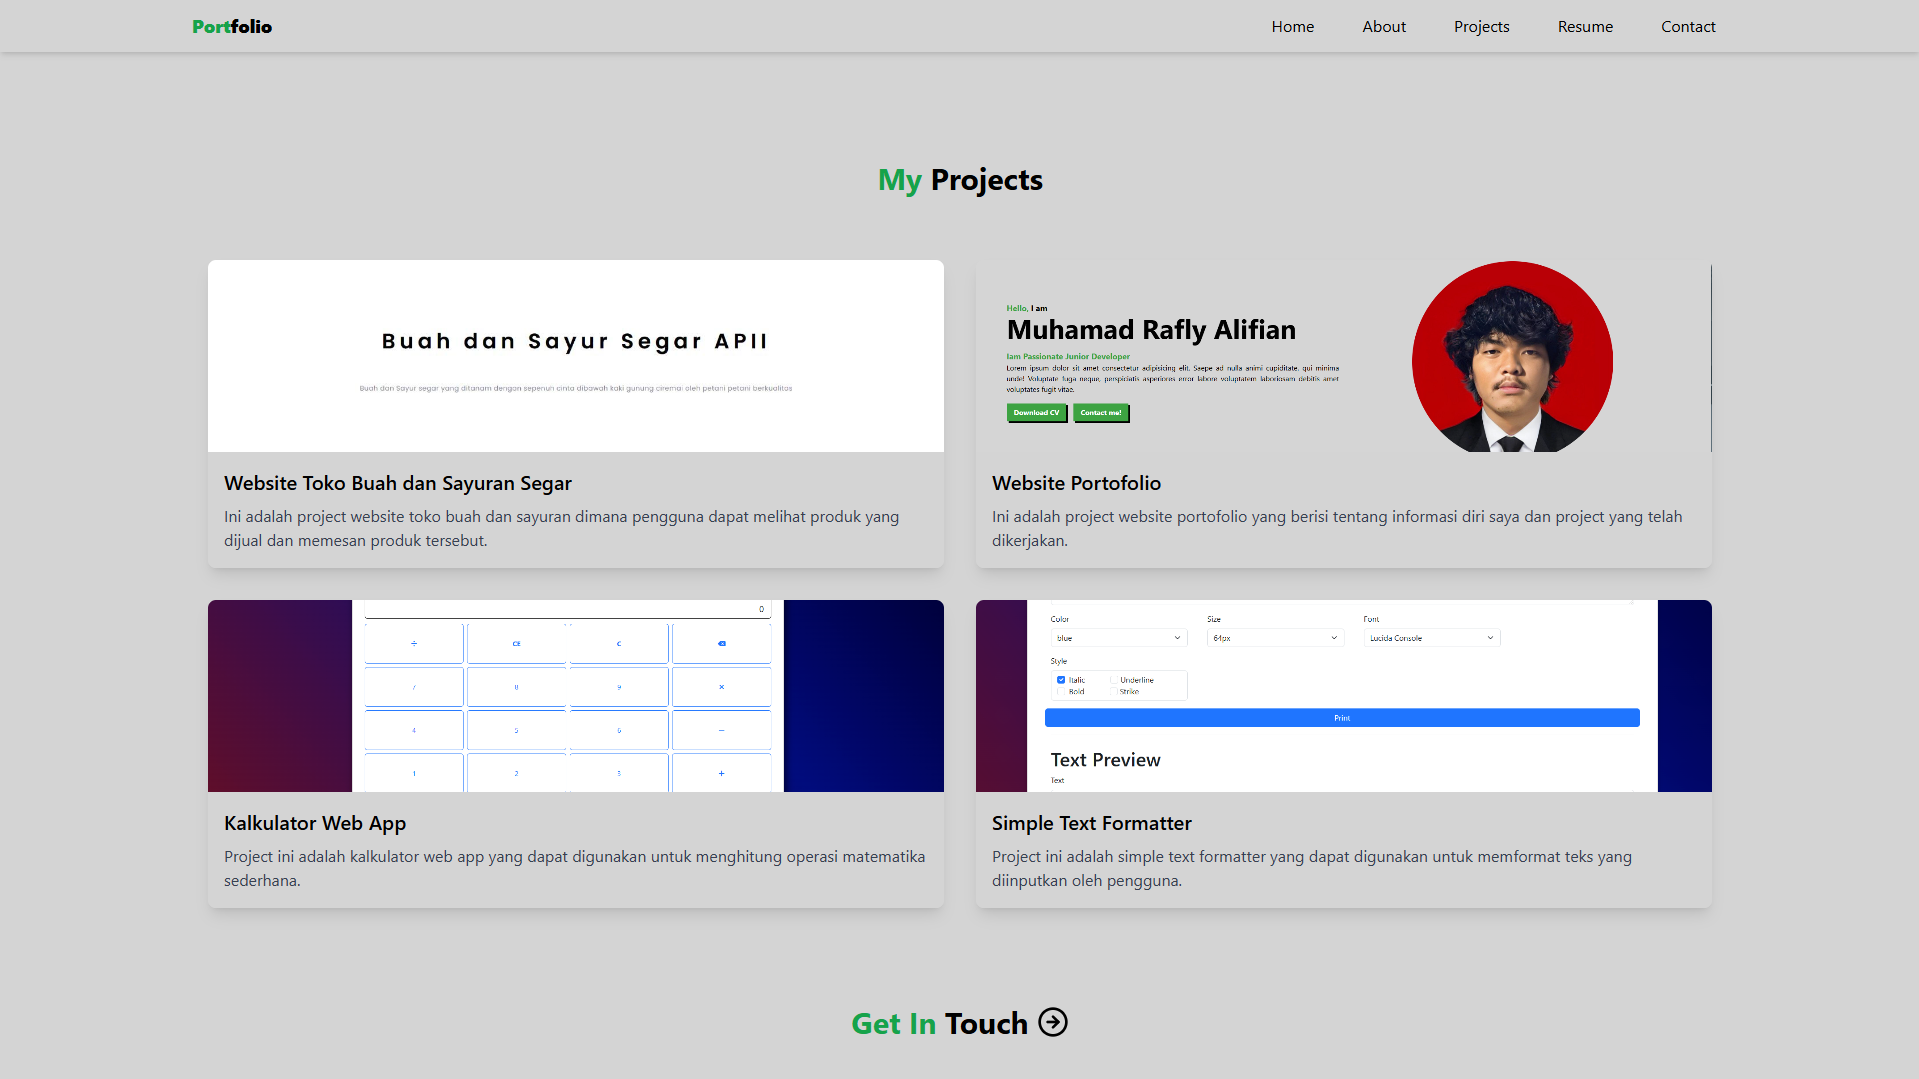 Portfolio
Home
About
Projects
Resume
Contact
My Projects
Buah dan Sayur Segar APII
Buah dan Sayur segar yang ditanam dengan sepenuh cinta dibawah kaki gunung ciremai oleh petani petani berkualitas
Website Toko Buah dan Sayuran Segar
Ini adalah project website toko buah dan sayuran dimana pengguna dapat melihat produk yang
dijual dan memesan produk tersebut.
Hello, I am
Muhamad Rafly Alifian
Iam Passionate Junior Developer
Lorem ipsum dolor sit amet consectetur adipisicing elit. Saepe ad nulla animi cupiditate, qui minima
unde! Voluptate fuga neque, perspiciatis asperiores error labore voluptatem laboriosam debitis amet
voluptates fugit vitae.
Download CV
Contact me!
Website Portofolio
Ini adalah project website portofolio yang berisi tentang informasi diri saya dan project yang telah
dikerjakan.
0
÷ CE C
7 8 9 ×
4 5 6 −
1 2 3 +
Kalkulator Web App
Project ini adalah kalkulator web app yang dapat digunakan untuk menghitung operasi matematika
sederhana.
Color
Size
Font
blue
64px
Lucida Console
Style
Italic
Underline
Bold
Strike
Print
Text Preview
Text
Simple Text Formatter
Project ini adalah simple text formatter yang dapat digunakan untuk memformat teks yang
diinputkan oleh pengguna.
Get In Touch